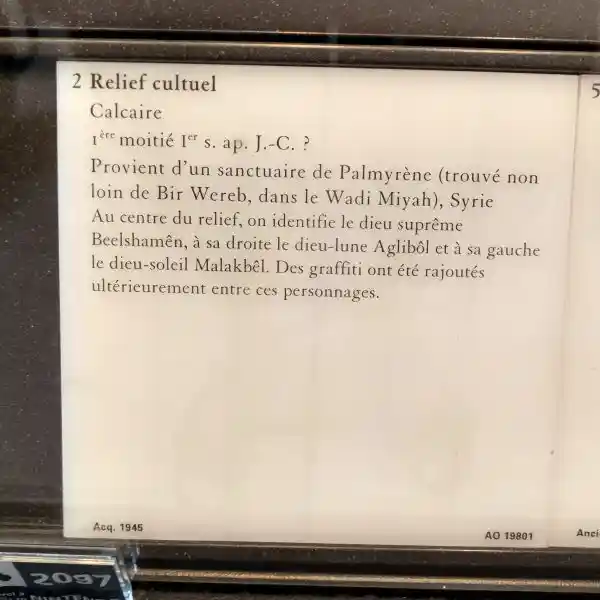 2 Relief cultuel
Calcaire
1ère moitié Ier s. ap. J.-C. ?
Provient d'un sanctuaire de Palmyrène (trouvé non
loin de Bir Wereb, dans le Wadi Miyah), Syrie
Au centre du relief, on identifie le dieu suprême
Beelshamên, à sa droite le dieu-lune Aglibôl et à sa gauche
le dieu-soleil Malakbêl. Des graffiti ont été rajoutés
ultérieurement entre ces personnages.
Acq. 1945
AO 19801
5
Anci
2097